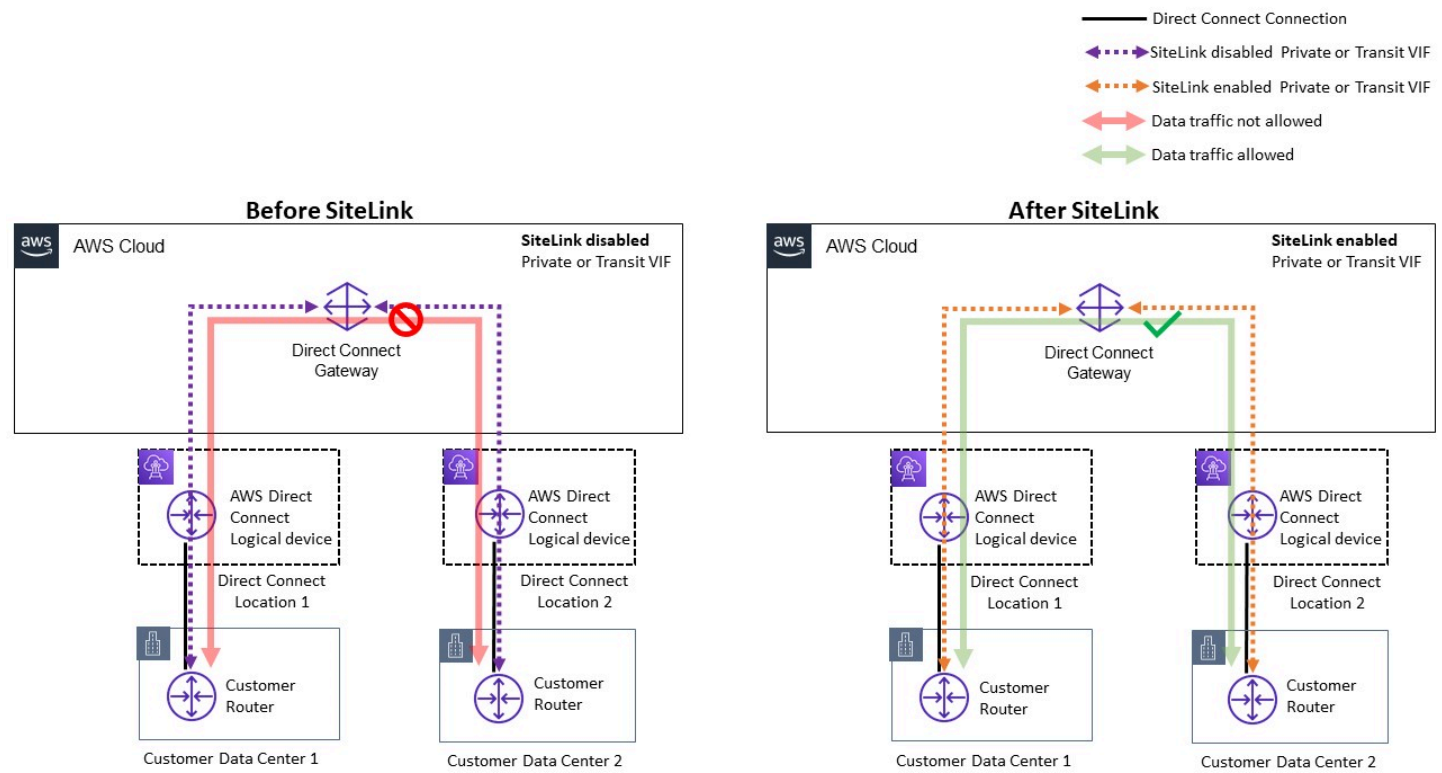 Direct Connect Connection
SiteLink disabled Private or Transit VIF
SiteLink enabled Private or Transit VIF
Data traffic not allowed
Data traffic allowed
Before SiteLink
aws
AWS Cloud
SiteLink disabled
Private or Transit VIF
Direct Connect
Gateway
AWS Direct
Connect
Logical device
Direct Connect
Location 1
AWS Direct
Connect
Logical device
Direct Connect
Location 2
Customer
Router
Customer Data Center 1
Customer
Router
Customer Data Center 2
After SiteLink
aws
AWS Cloud
SiteLink enabled
Private or Transit VIF
Direct Connect
Gateway
AWS Direct
Connect
Logical device
Direct Connect
Location 1
AWS Direct
Connect
Logical device
Direct Connect
Location 2
Customer
Router
Customer Data Center 1
Customer
Router
Customer Data Center 2